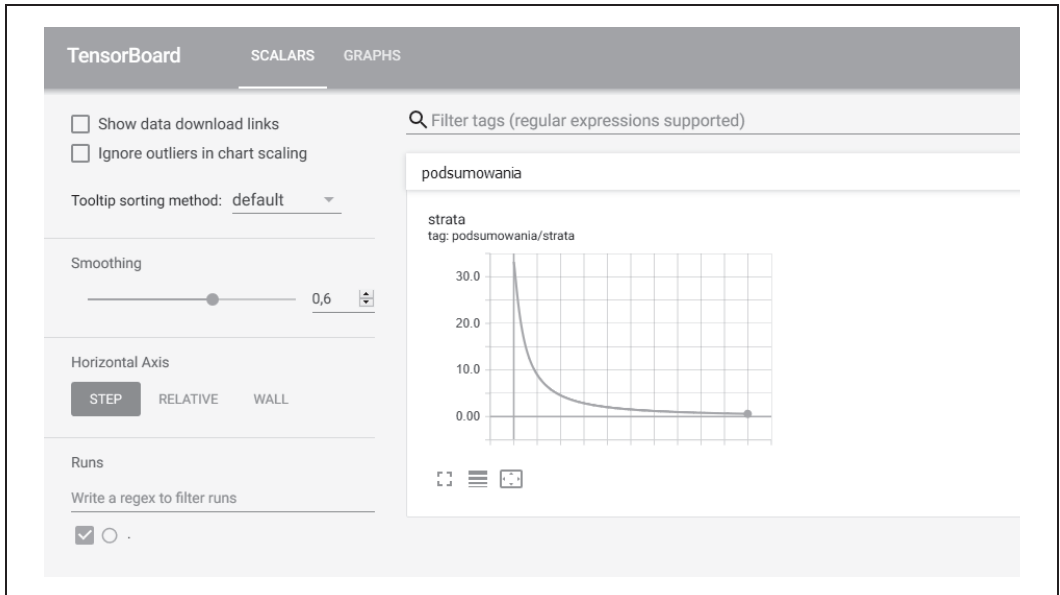 TensorBoard SCALARS GRAPHS
Show data download links
Ignore outliers in chart scaling
Tooltip sorting method: default
Smoothing
0,6
Horizontal Axis
STEP RELATIVE WALL
Runs
Write a regex to filter runs
.
Filter tags (regular expressions supported)
podsumowania
strata
tag: podsumowania/strata
30.0
20.0
10.0
0.00